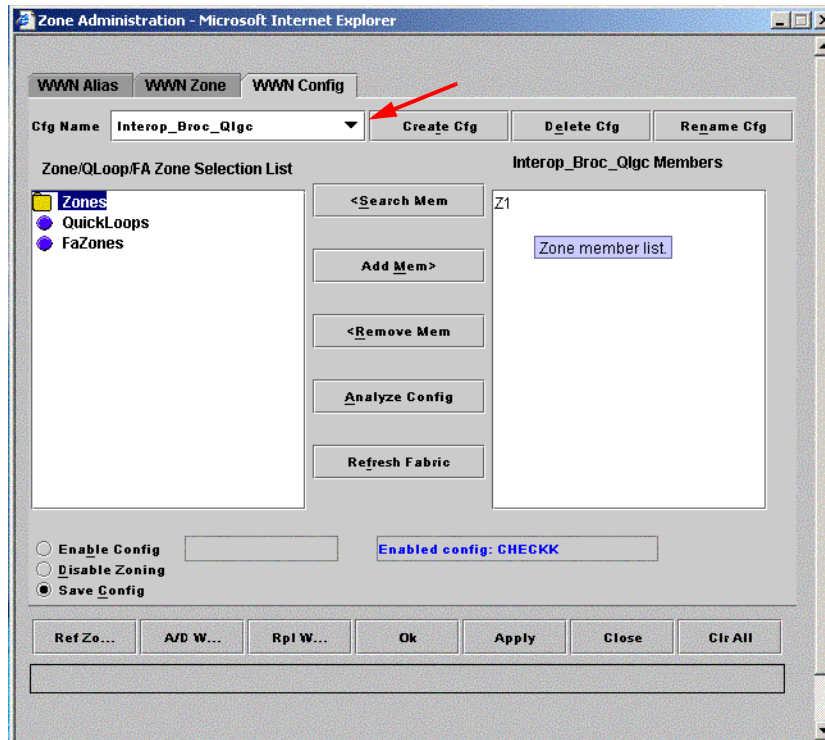 Zone Administration - Microsoft Internet Explorer
WWN Alias WWN Zone WWN Config
Cfg Name Interop_Broc_Qlgc Create Cfg Delete Cfg Rename Cfg
Zone/QLoop/FA Zone Selection List
Interop_Broc_Qlgc Members
Zones
QuickLoops
FaZones
<Search Mem
Add Mem>
<Remove Mem
Analyze Config
Refresh Fabric
Z1
Zone member list.
Enable Config
Enabled config: CHECKK
Disable Zoning
Save Config
Ref Zo... A/D W... Rpl W... Ok Apply Close Clr All